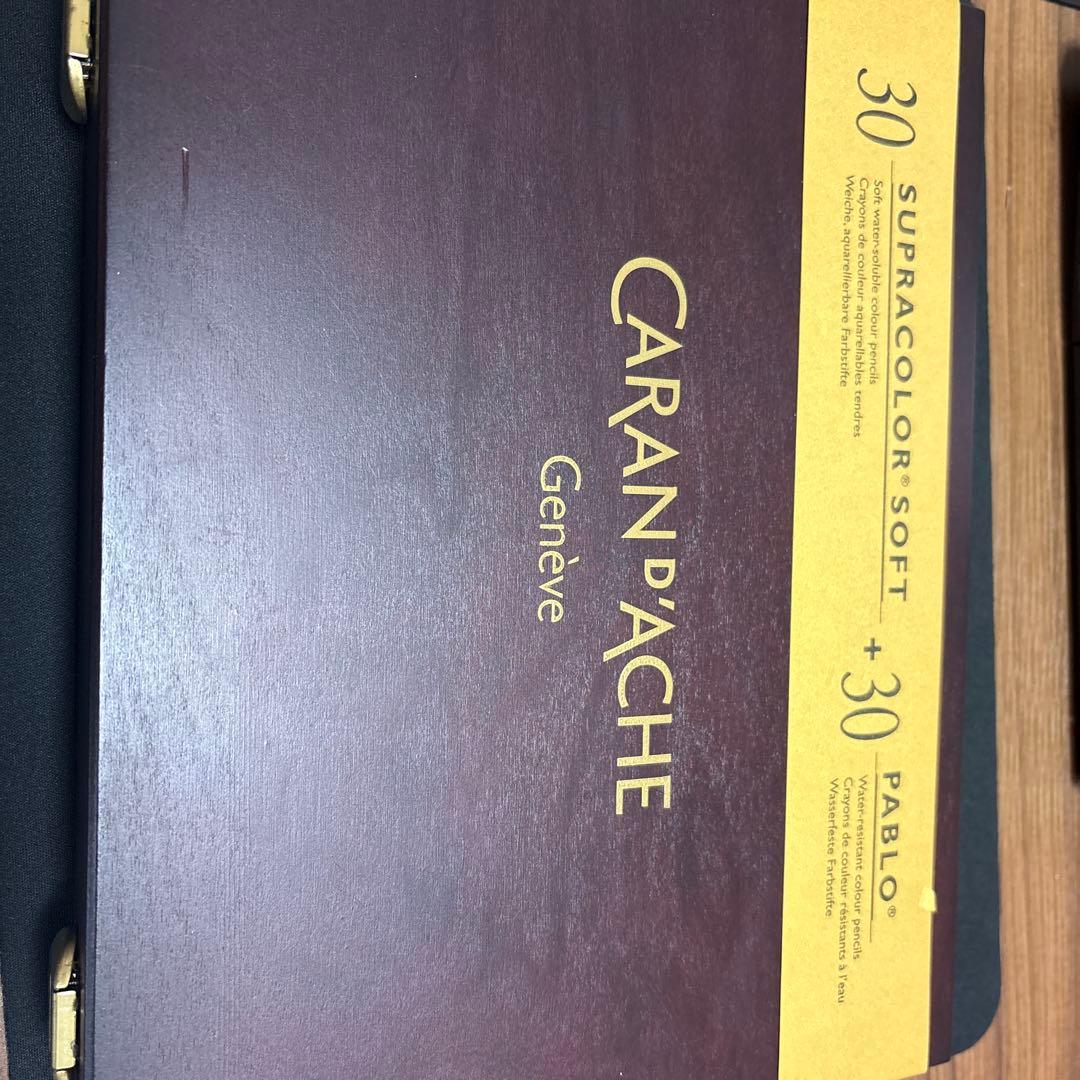 30 SUPRACOLOR® SOFT + 30 PABLO®
Soft water-soluble colour pencils
Crayons de couleur aquarellables tendres
Weiche, aquarellierbare Farbstifte
Water-resistant colour pencils
Crayons de couleur résistants à l'eau
Wasserfeste Farbstifte
CARAN D'ACHE
Genève